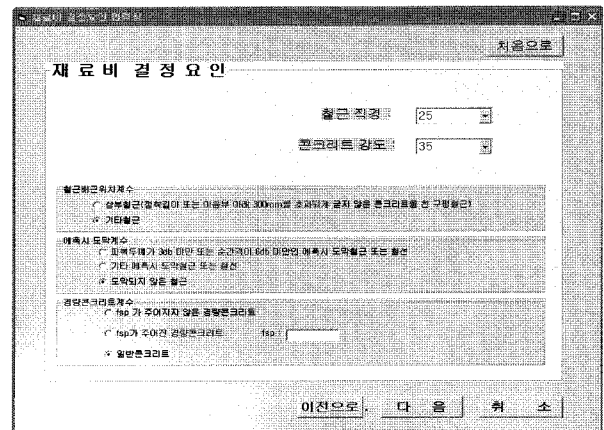 처음으로
재 료 비 결 정 요 인
철근 직경 : 25
콘크리트 강도 : 35
철근배근위치계수
상부철근(정착길이 또는 이음부 아래 300mm를 초과되게 굳지 않은 콘크리트를 친 수평철근)
기타철근
에폭시 도막계수
피복두께가 3db 미만 또는 순간격이 6db 미만인 에폭시 도막철근 또는 철선
기타 에폭시 도막철근 또는 철선
도막되지 않은 철근
경량콘크리트계수
fsp 가 주어지지 않은 경량콘크리트
fsp가 주어진 경량콘크리트 fsp :
일반콘크리트
이전으로 다 음 취 소